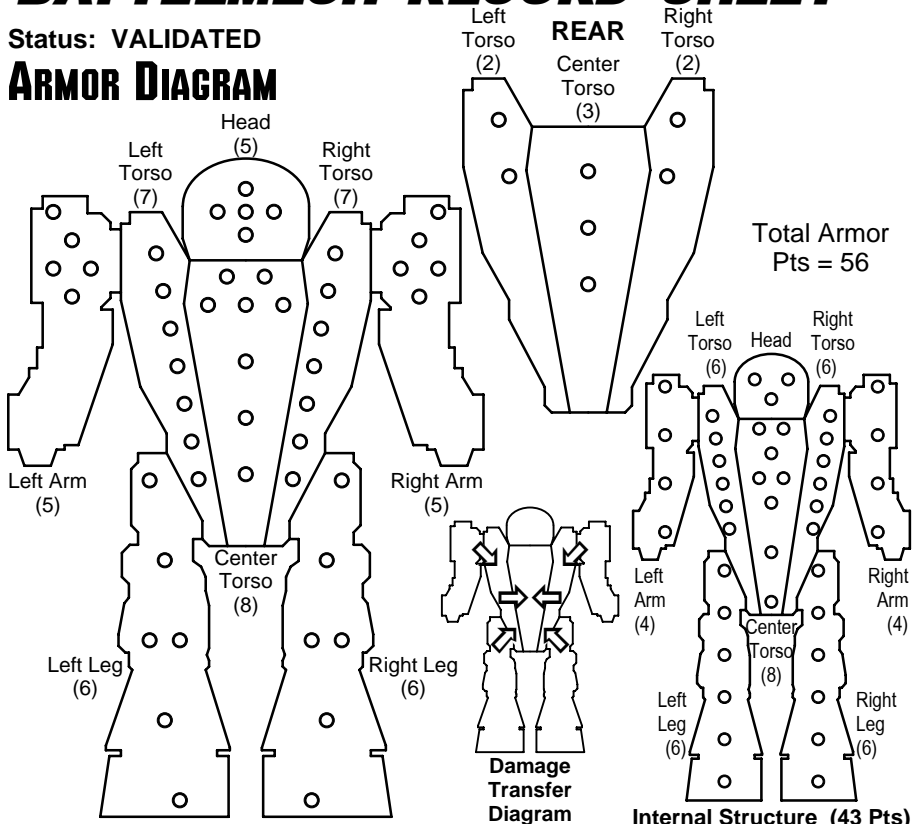 BATTLEMECH RECORD SHEET
Status: VALIDATED
ARMOR DIAGRAM
Left
Torso
(2)
REAR
Center
Torso
(3)
Right
Torso
(2)
Left
Torso
(7)
Head
(5)
Right
Torso
(7)
Total Armor
Pts = 56
Left Arm
(5)
Right Arm
(5)
Center
Torso
(8)
Left Leg
(6)
Right Leg
(6)
Damage
Transfer
Diagram
Left
Torso
(6)
Head
Right
Torso
(6)
Left
Arm
(4)
Right
Arm
(4)
Center
Torso
(8)
Left
Leg
(6)
Right
Leg
(6)
Internal Structure (43 Pts)